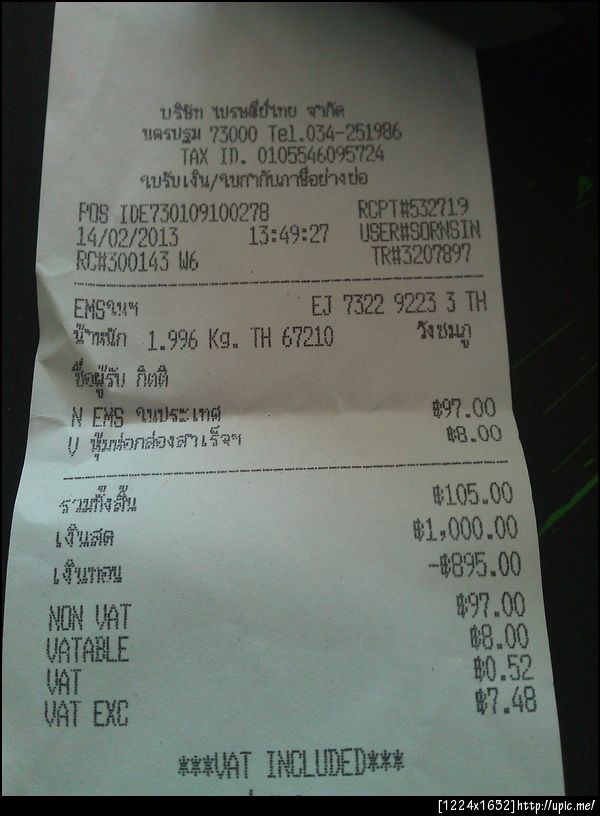 บริษัท ไปรษณีย์ไทย จำกัด
นครปฐม 73000 Tel.034-251986
TAX ID. 0105546095724
ใบรับเงิน/ใบกำกับภาษีอย่างย่อ
POS IDE730109100278 RCPT#532719
14/02/2013 13:49:27 USER#SORNSIN
RC#300143 W6 TR#3207897
EMSในฯ EJ 7322 9223 3 TH
น้ำหนัก 1.996 Kg. TH 67210 วังชมภู
ชื่อผู้รับ กิตติ
N EMS ในประเทศ ฿97.00
V หุ้มห่อกล่องสำเร็จฯ ฿8.00
รวมทั้งสิ้น ฿105.00
เงินสด ฿1,000.00
เงินทอน -฿895.00
NON VAT ฿97.00
VATABLE ฿8.00
VAT ฿0.52
VAT EXC ฿7.48
***VAT INCLUDED***
[1224x1632]http://upic.me/